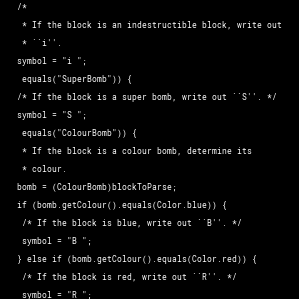 /*
* If the block is an indestructible block, write out
* ``i''.
symbol = "i ";
equals("SuperBomb")) {
/* If the block is a super bomb, write out ``S''. */
symbol = "S ";
equals("ColourBomb")) {
* If the block is a colour bomb, determine its
* colour.
bomb = (ColourBomb)blockToParse;
if (bomb.getColour().equals(Color.blue)) {
/* If the block is blue, write out ``B''. */
symbol = "B ";
} else if (bomb.getColour().equals(Color.red)) {
/* If the block is red, write out ``R''. */
symbol = "R ";